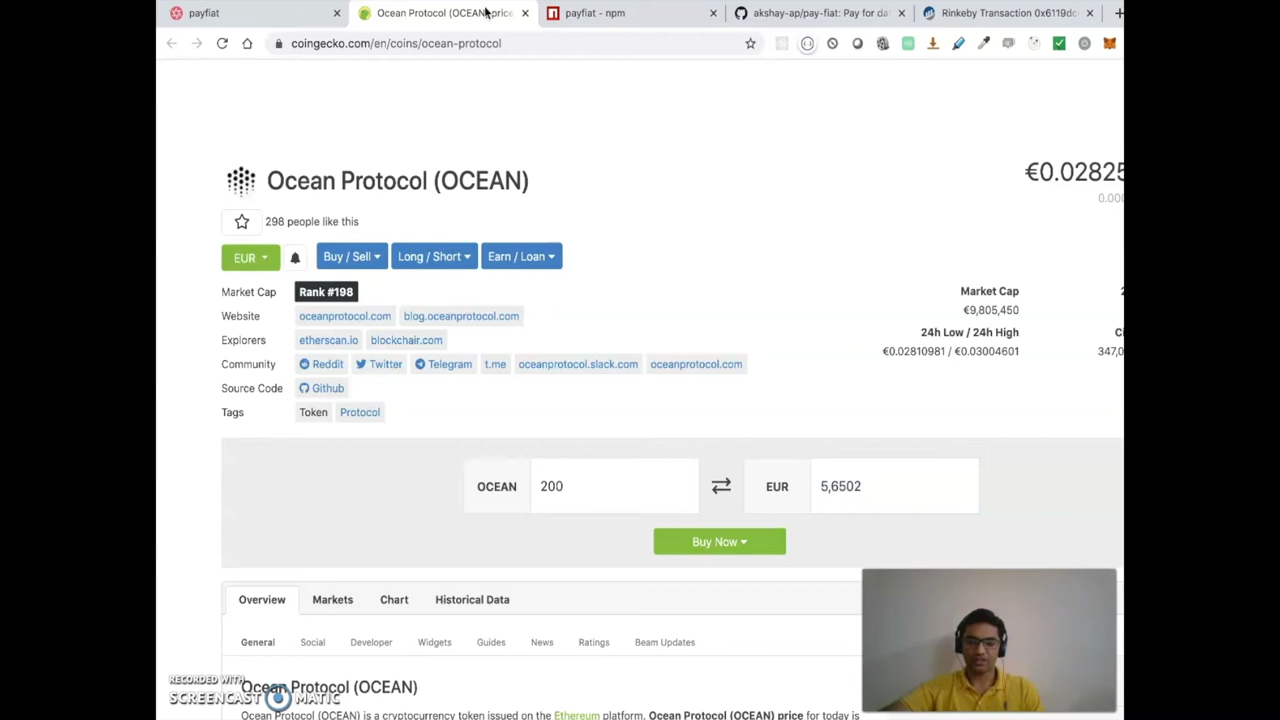 payfiat
Ocean Protocol (OCEAN) price
payfiat - npm
akshay-ap/pay-fiat: Pay for da
Rinkeby Transaction 0x6119dc
coingecko.com/en/coins/ocean-protocol
Ocean Protocol (OCEAN)
€0.02825
0.000
298 people like this
EUR
Buy / Sell
Long / Short
Earn / Loan
Market Cap
Rank #198
Website
oceanprotocol.com
blog.oceanprotocol.com
Explorers
etherscan.io
blockchair.com
Community
Reddit
Twitter
Telegram
t.me
oceanprotocol.slack.com
oceanprotocol.com
Source Code
Github
Tags
Token
Protocol
Market Cap
€9,805,450
24h Low / 24h High
€0.02810981 / €0.03004601
2
Ci
347,0
OCEAN
200
EUR
5,6502
Buy Now
Overview
Markets
Chart
Historical Data
General
Social
Developer
Widgets
Guides
News
Ratings
Beam Updates
Ocean Protocol (OCEAN)
Ocean Protocol (OCEAN) is a cryptocurrency token issued on the Ethereum platform. Ocean Protocol (OCEAN) price for today is
RECORDED WITH
SCREENCAST MATIC